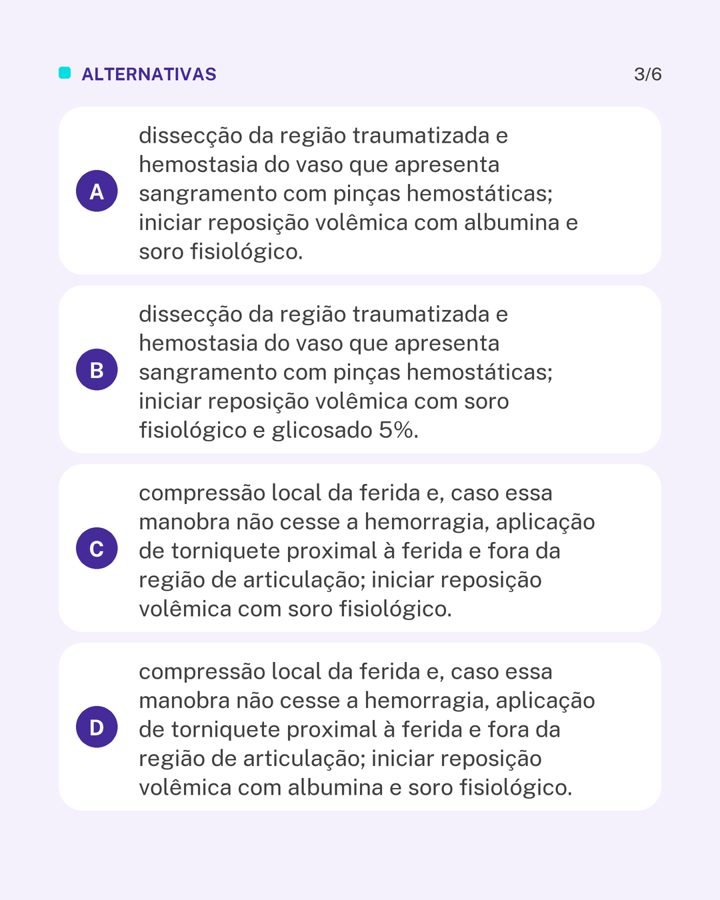 ALTERNATIVAS
3/6
A
dissecção da região traumatizada e
hemostasia do vaso que apresenta
sangramento com pinças hemostáticas;
iniciar reposição volêmica com albumina e
soro fisiológico.
B
dissecção da região traumatizada e
hemostasia do vaso que apresenta
sangramento com pinças hemostáticas;
iniciar reposição volêmica com soro
fisiológico e glicosado 5%.
C
compressão local da ferida e, caso essa
manobra não cesse a hemorragia, aplicação
de torniquete proximal à ferida e fora da
região de articulação; iniciar reposição
volêmica com soro fisiológico.
D
compressão local da ferida e, caso essa
manobra não cesse a hemorragia, aplicação
de torniquete proximal à ferida e fora da
região de articulação; iniciar reposição
volêmica com albumina e soro fisiológico.